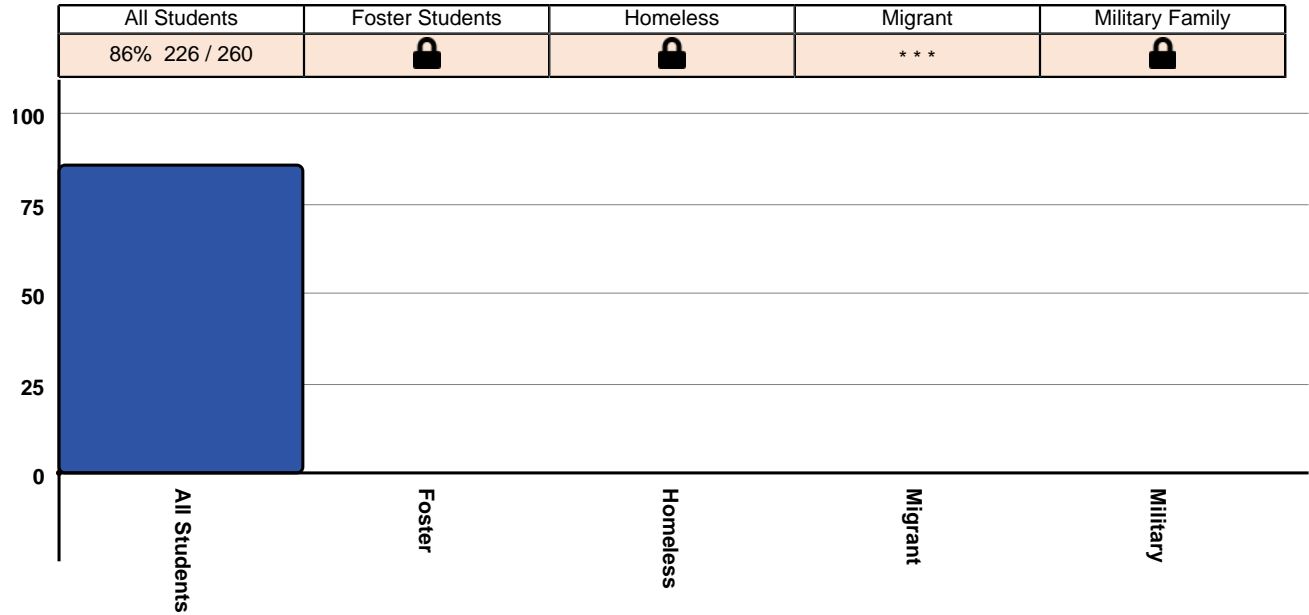 All Students Foster Students Homeless Migrant Military Family
86% 226 / 260 * * *
100
75
50
25
0
All Students
Foster
Homeless
Migrant
Military